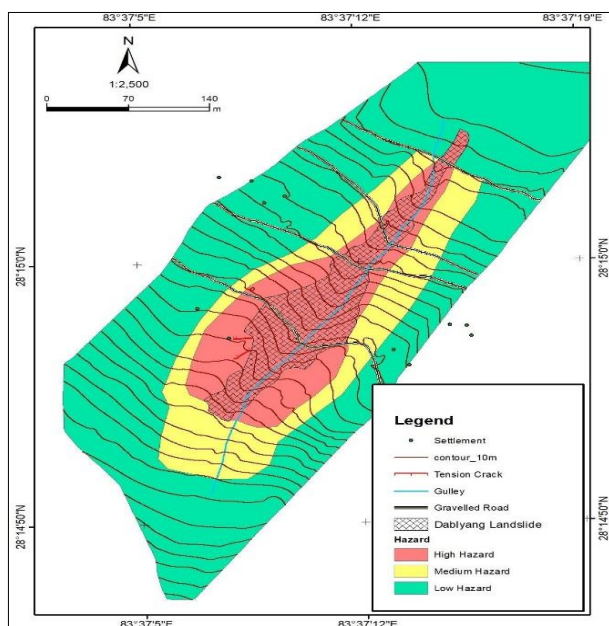 83°37'5"E
83°37'12"E
83°37'19"E
N
1:2,500
0 70 140
m
28°15'0"N
28°15'0"N
28°14'50"N
28°14'50"N
Legend
Settlement
contour_10m
Tension Crack
Gulley
Gravelled Road
Dablyang Landslide
Hazard
High Hazard
Medium Hazard
Low Hazard
83°37'5"E
83°37'12"E